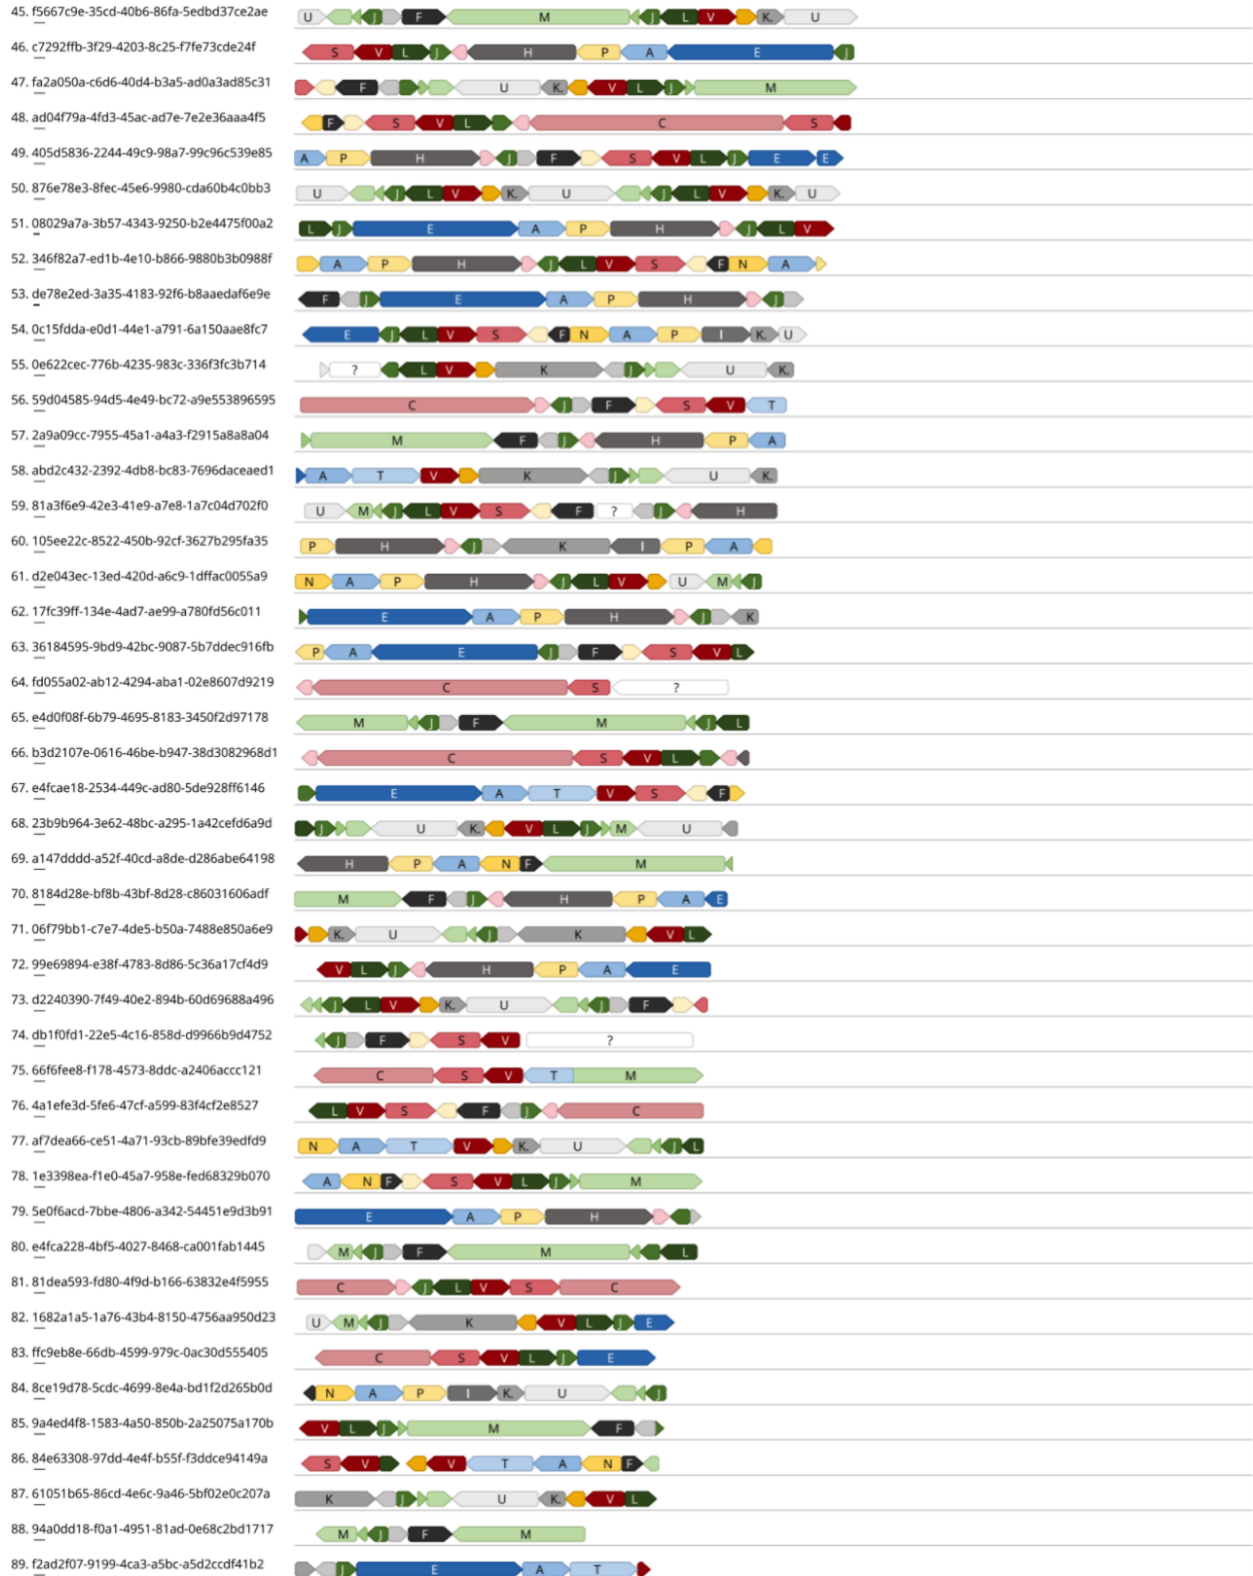 45. f5667c9e-35cd-40b6-86fa-5edbd37ce2ae U J F M J L V K. U
46. c7292ffb-3f29-4203-8c25-f7fe73cde24f S V L J H P A E J
47. fa2a050a-c6d6-40d4-b3a5-ad0a3ad85c31 F U K. V L J M
48. ad04f79a-4fd3-45ac-ad7e-7e2e36aaa4f5 F S V L C S
49. 405d5836-2244-49c9-98a7-99c96c539e85 A P H J F S V L J E E
50. 876e78e3-8fec-45e6-9980-cda60b4c0bb3 U J L V K. U J L V K. U
51. 08029a7a-3b57-4343-9250-b2e4475f00a2 L J E A P H J L V
52. 346f82a7-ed1b-4e10-b866-9880b3b0988f A P H J L V S F N A
53. de78e2ed-3a35-4183-92f6-b8aaedaf6e9e F J E A P H J
54. 0c15fdda-e0d1-44e1-a791-6a150aae8fc7 E J L V S F N A P I K. U
55. 0e622cec-776b-4235-983c-336f3fc3b714 ? L V K J U K.
56. 59d04585-94d5-4e49-bc72-a9e553896595 C J F S V T
57. 2a9a09cc-7955-45a1-a4a3-f2915a8a8a04 M F J H P A
58. abd2c432-2392-4db8-bc83-7696daceaed1 A T V K J U K.
59. 81a3f6e9-42e3-41e9-a7e8-1a7c04d702f0 U M J L V S F ? J H
60. 105ee22c-8522-450b-92cf-3627b295fa35 P H J K I P A
61. d2e043ec-13ed-420d-a6c9-1dffac0055a9 N A P H J L V U M J
62. 17fc39ff-134e-4ad7-ae99-a780fd56c011 E A P H J K
63. 36184595-9bd9-42bc-9087-5b7ddec916fb P A E J F S V L
64. fd055a02-ab12-4294-aba1-02e8607d9219 C S ?
65. e4d0f08f-6b79-4695-8183-3450f2d97178 M J F M J L
66. b3d2107e-0616-46be-b947-38d3082968d1 C S V L
67. e4fcae18-2534-449c-ad80-5de928ff6146 E A T V S F
68. 23b9b964-3e62-48bc-a295-1a42cefd6a9d J U K. V L J M U
69. a147dddd-a52f-40cd-a8de-d286abe64198 H P A N F M
70. 8184d28e-bf8b-43bf-8d28-c86031606adf M F J H P A E
71. 06f79bb1-c7e7-4de5-b50a-7488e850a6e9 K. U J K V L
72. 99e69894-e38f-4783-8d86-5c36a17cf4d9 V L J H P A E
73. d2240390-7f49-40e2-894b-60d69688a496 J L V K. U J F
74. db1f0fd1-22e5-4c16-858d-d9966b9d4752 J F S V ?
75. 66f6fee8-f178-4573-8ddc-a2406accc121 C S V T M
76. 4a1efe3d-5fe6-47cf-a599-83f4cf2e8527 L V S F J C
77. af7dea66-ce51-4a71-93cb-89bfe39edfd9 N A T V K. U J L
78. 1e3398ea-f1e0-45a7-958e-fed68329b070 A N F S V L J M
79. 5e0f6acd-7bbe-4806-a342-54451e9d3b91 E A P H
80. e4fca228-4bf5-4027-8468-ca001fab1445 M J F M L
81. 81dea593-fd80-4f9d-b166-63832e4f5955 C J L V S C
82. 1682a1a5-1a76-43b4-8150-4756aa950d23 U M J K V L J E
83. ffc9eb8e-66db-4599-979c-0ac30d555405 C S V L J E
84. 8ce19d78-5cdc-4699-8e4a-bd1f2d265b0d N A P I K. U J
85. 9a4ed4f8-1583-4a50-850b-2a25075a170b V L J M F
86. 84e63308-97dd-4e4f-b55f-f3ddce94149a S V V T A N F
87. 61051b65-86cd-4e6c-9a46-5bf02e0c207a K J U K. V L
88. 94a0dd18-f0a1-4951-81ad-0e68c2bd1717 M J F M
89. f2ad2f07-9199-4ca3-a5bc-a5d2ccdf41b2 J E A T